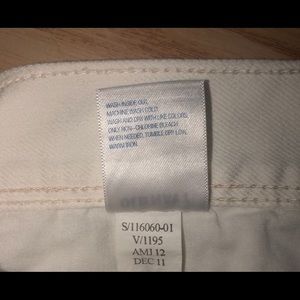 WASH INSIDE OUT.
MACHINE WASH COLD.
WASH AND DRY WITH LIKE COLORS.
ONLY NON-CHLORINE BLEACH
WHEN NEEDED. TUMBLE DRY LOW.
WARM IRON.
S/116060-01
V/1195
AMI 12
DEC 11